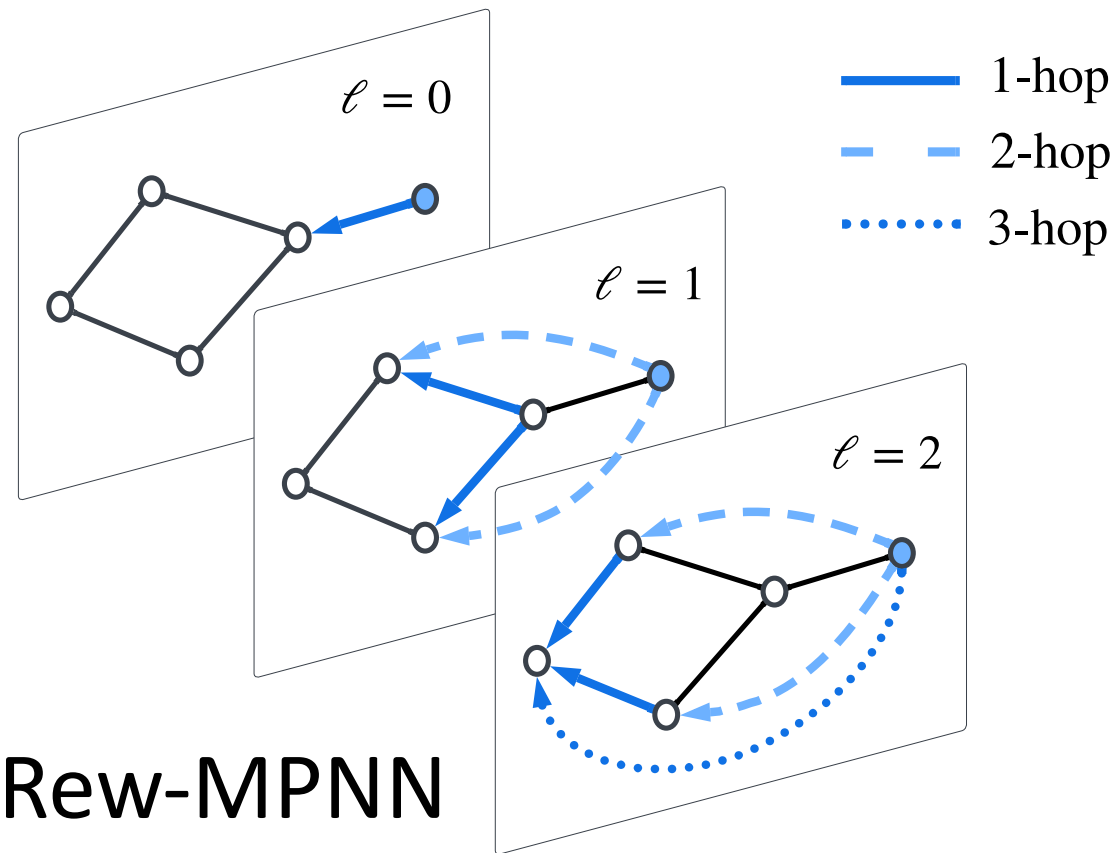 ℓ = 0
1-hop
2-hop
3-hop
ℓ = 1
ℓ = 2
Rew-MPNN